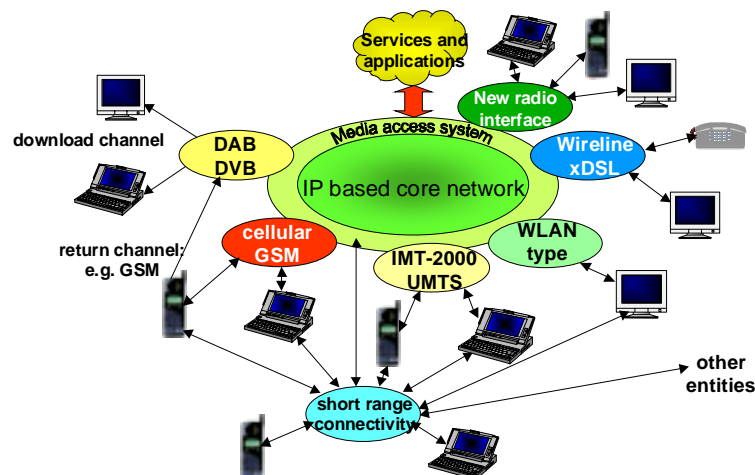 Services and
applications
New radio
interface
Media access system
download channel
DAB
DVB
Wireline
xDSL
IP based core network
return channel:
e.g. GSM
cellular
GSM
IMT-2000
UMTS
WLAN
type
other
entities
short range
connectivity